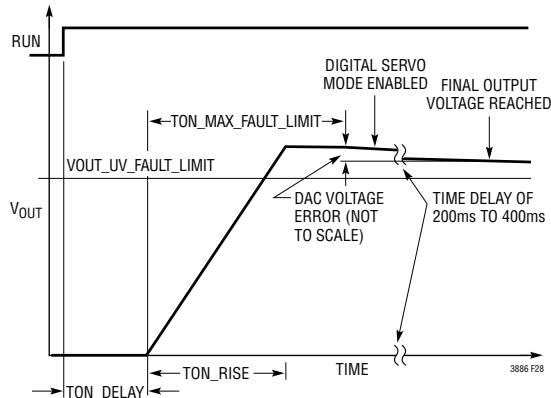 RUN
DIGITAL SERVO
MODE ENABLED
FINAL OUTPUT
VOLTAGE REACHED
TON_MAX_FAULT_LIMIT
VOUT_UV_FAULT_LIMIT
VOUT
DAC VOLTAGE
ERROR (NOT
TO SCALE)
TIME DELAY OF
200ms TO 400ms
TON_RISE
TIME
3886 F28
TON_DELAY